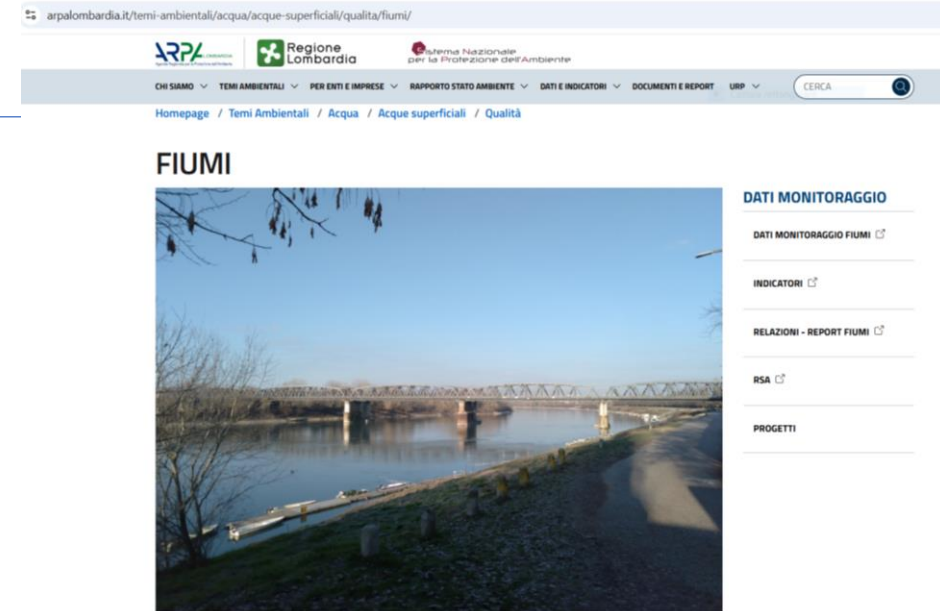 arpalombardia.it/temi-ambientali/acqua/acque-superficiali/qualita/fiumi/
ARPA LOMBARDIA
Regione
Lombardia
Sistema Nazionale
per la Protezione dell'Ambiente
CHI SIAMO TEMI AMBIENTALI PER ENTI E IMPRESE RAPPORTO STATO AMBIENTE DATI E INDICATORI DOCUMENTI E REPORT URP CERCA
Homepage / Temi Ambientali / Acqua / Acque superficiali / Qualità
FIUMI
DATI MONITORAGGIO
DATI MONITORAGGIO FIUMI
INDICATORI
RELAZIONI - REPORT FIUMI
RSA
PROGETTI